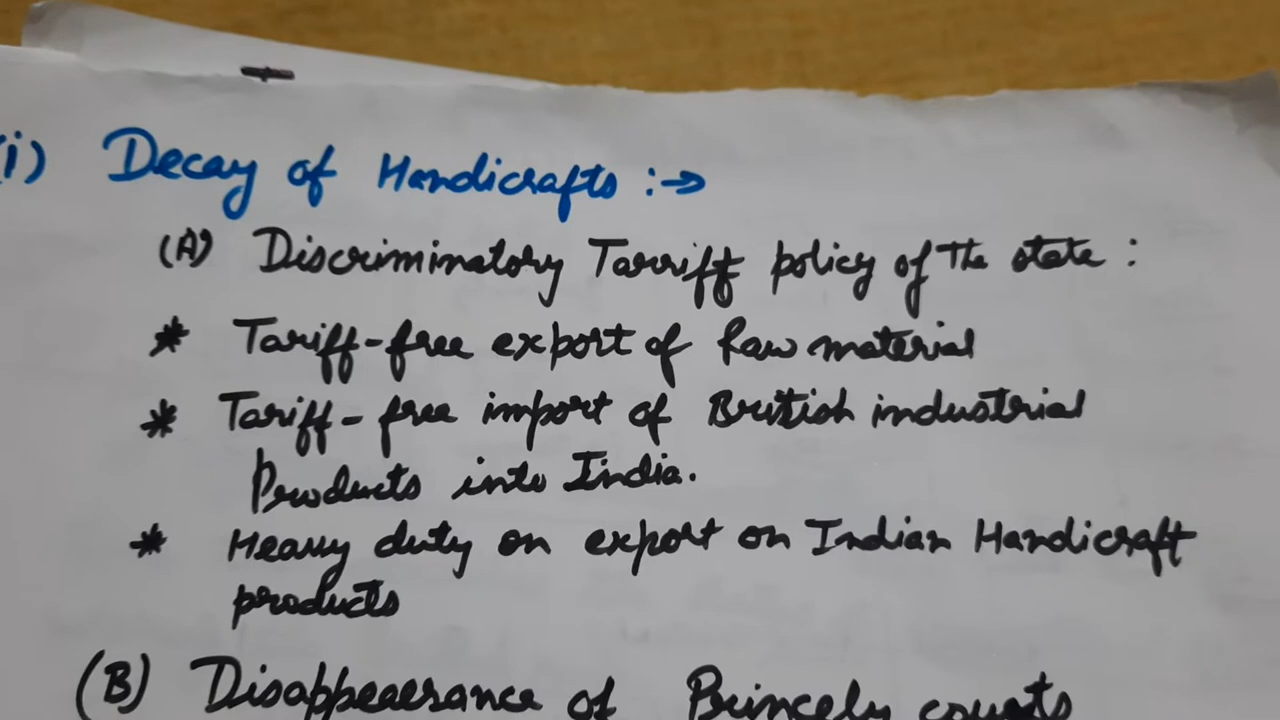 (i) Decay of Handicrafts :→
(A) Discriminatory Tarriff policy of The state :
* Tariff-free export of Raw material
* Tariff-free import of British industrial
Products into India.
* Heavy duty on export on Indian Handicraft
products
(B) Disappearance of Princely courts